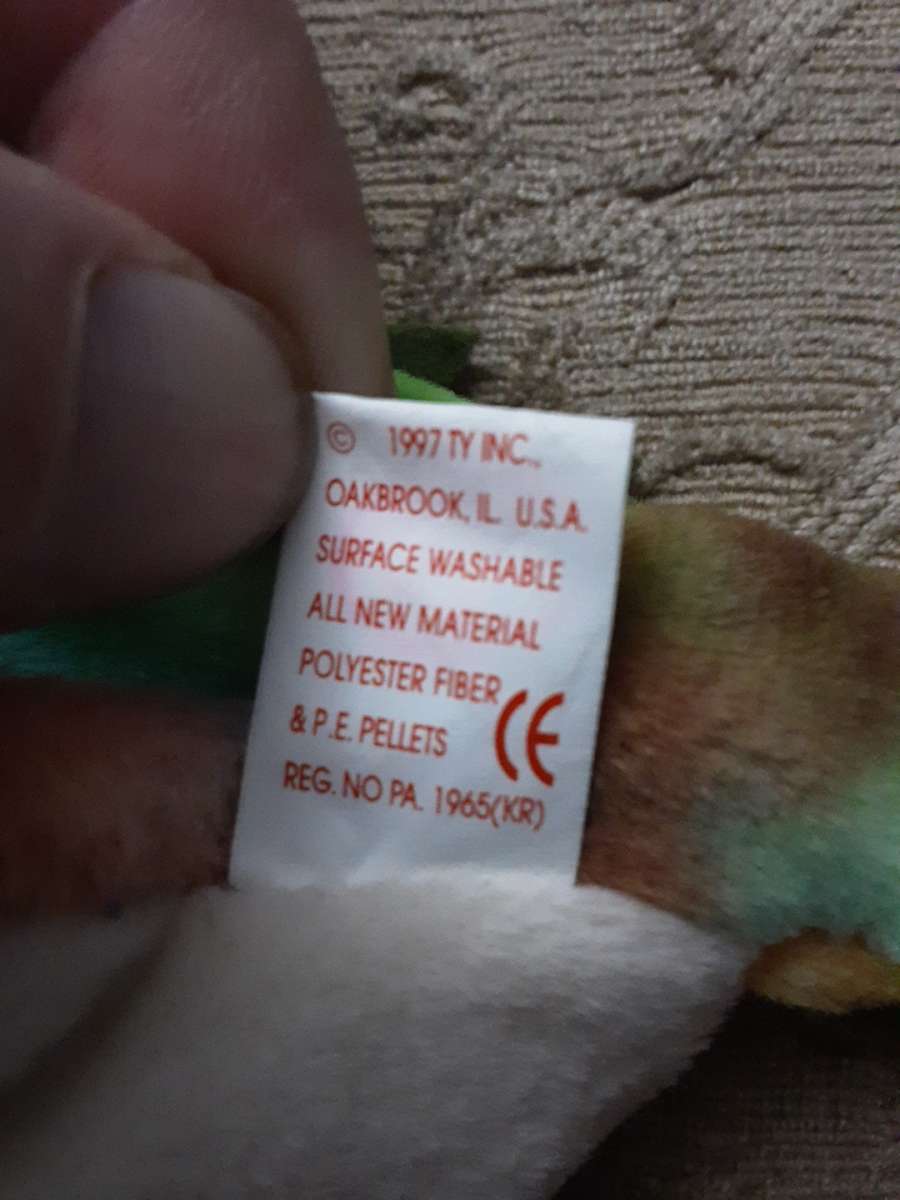 © 1997 TY INC.™
OAKBROOK, IL. U.S.A.
SURFACE WASHABLE
ALL NEW MATERIAL
POLYESTER FIBER
& P.E. PELLETS CE
REG. NO PA. 1965(KR)